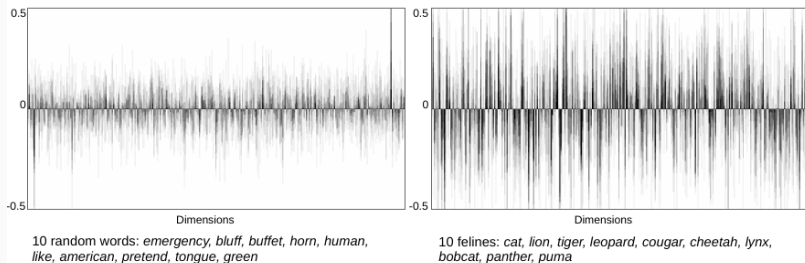 0.5
0
-0.5
Dimensions
10 random words: emergency, bluff, buffet, horn, human,
like, american, pretend, tongue, green
0.5
0
-0.5
Dimensions
10 felines: cat, lion, tiger, leopard, cougar, cheetah, lynx,
bobcat, panther, puma